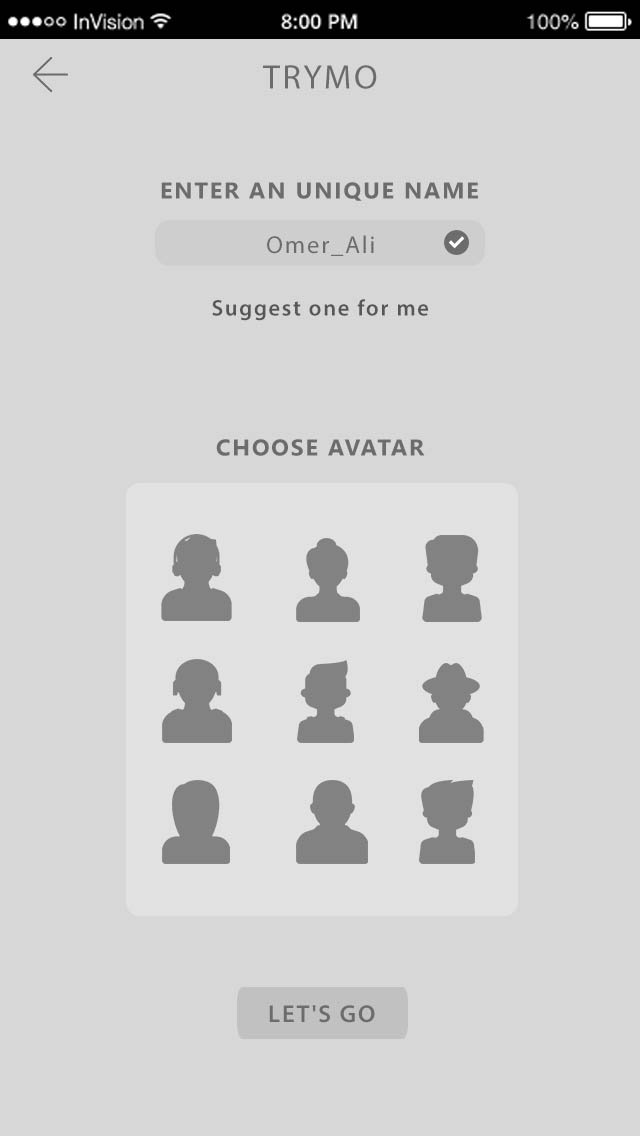 InVision 8:00 PM 100%
TRYMO
ENTER AN UNIQUE NAME
Omer_Ali
Suggest one for me
CHOOSE AVATAR
LET'S GO